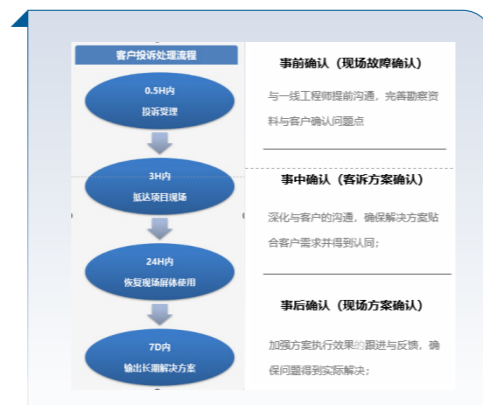 客户投诉处理流程
0.5H内
投诉受理
3H内
抵达项目现场
24H内
恢复现场屏体使用
7D内
输出长期解决方案
事前确认（现场故障确认）
与一线工程师提前沟通，完善勘察资
料与客户确认问题点
事中确认（客诉方案确认）
深化与客户的沟通，确保解决方案贴
合客户需求并得到认同；
事后确认（现场方案确认）
加强方案执行效果的跟进与反馈，确
保问题得到实际解决；